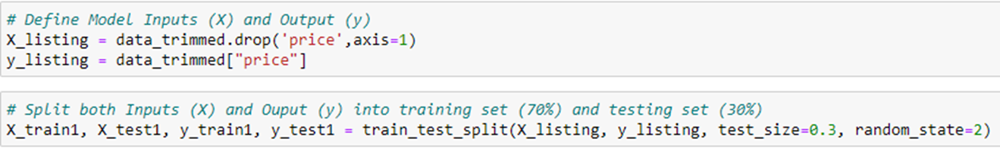 # Define Model Inputs (X) and Output (y)
X_listing = data_trimmed.drop('price',axis=1)
y_listing = data_trimmed["price"]
# Split both Inputs (X) and Ouput (y) into training set (70%) and testing set (30%)
X_train1, X_test1, y_train1, y_test1 = train_test_split(X_listing, y_listing, test_size=0.3, random_state=2)